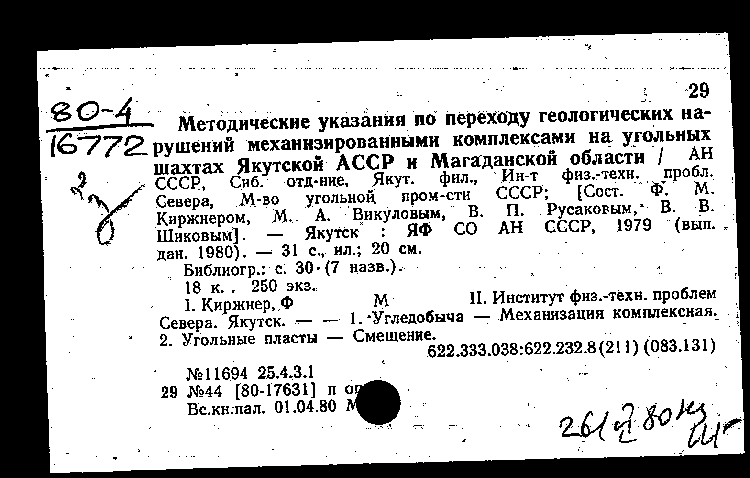 29
80-4
16772
Методические указания по переходу геологических на-
рушений механизированными комплексами на угольных
шахтах Якутской АССР и Магаданской области / АН
СССР, Сиб. отд-ние, Якут. фил., Ин-т физ.-техн. пробл.
Севера, М-во угольной пром-сти СССР; [Сост. Ф. М.
Киржнером, М. А. Викуловым, В. П. Русаковым, В. В.
Шиковым]. — Якутск : ЯФ СО АН СССР, 1979 (вып.
дан. 1980). — 31 с., ил.; 20 см.
Библиогр.: с. 30 (7 назв.).
18 к. . 250 экз.
I. Киржнер, Ф М II. Институт физ.-техн. проблем
Севера. Якутск. — — 1. Угледобыча — Механизация комплексная.
2. Угольные пласты — Смещение.
622.333.038:622.232.8(211)(083.131)
№11694 25.4.3.1
29 №44 [80-17631] п ор
Вс.кн.пал. 01.04.80 М